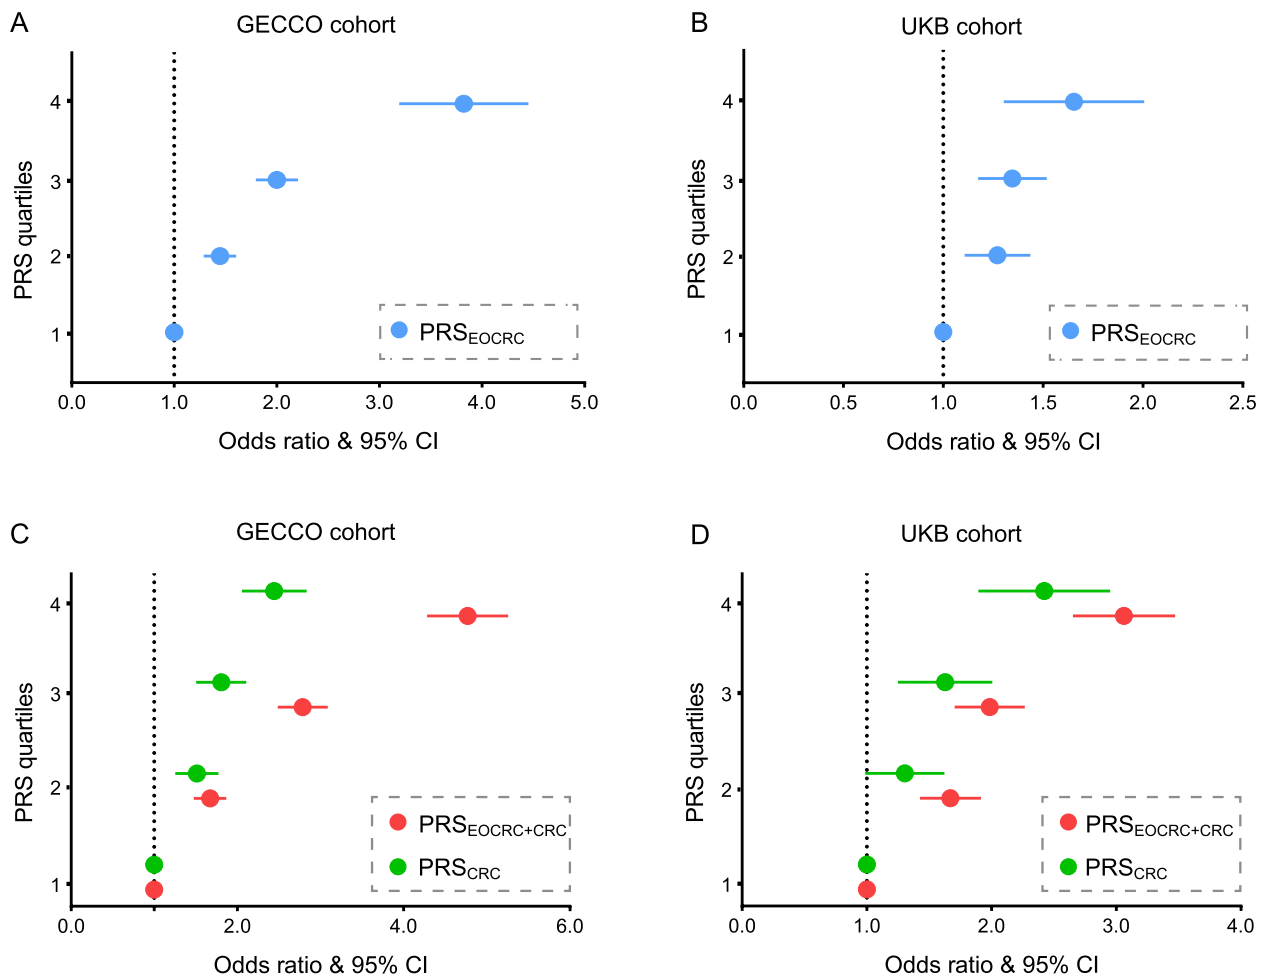 A
GECCO cohort
PRS quartiles
4
3
2
1
PRSEOCRC
0.0 1.0 2.0 3.0 4.0 5.0
Odds ratio & 95% CI
B
UKB cohort
PRS quartiles
4
3
2
1
PRSEOCRC
0.0 0.5 1.0 1.5 2.0 2.5
Odds ratio & 95% CI
C
GECCO cohort
PRS quartiles
4
3
2
1
PRSEOCRC+CRC
PRSCRC
0.0 2.0 4.0 6.0
Odds ratio & 95% CI
D
UKB cohort
PRS quartiles
4
3
2
1
PRSEOCRC+CRC
PRSCRC
0.0 1.0 2.0 3.0 4.0
Odds ratio & 95% CI